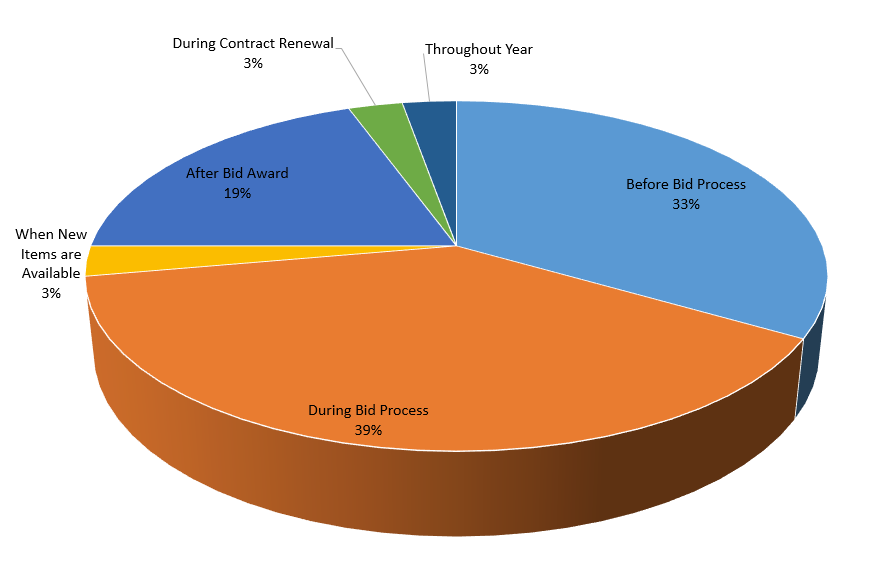 During Contract Renewal
3%
Throughout Year
3%
After Bid Award
19%
Before Bid Process
33%
When New
Items are
Available
3%
During Bid Process
39%